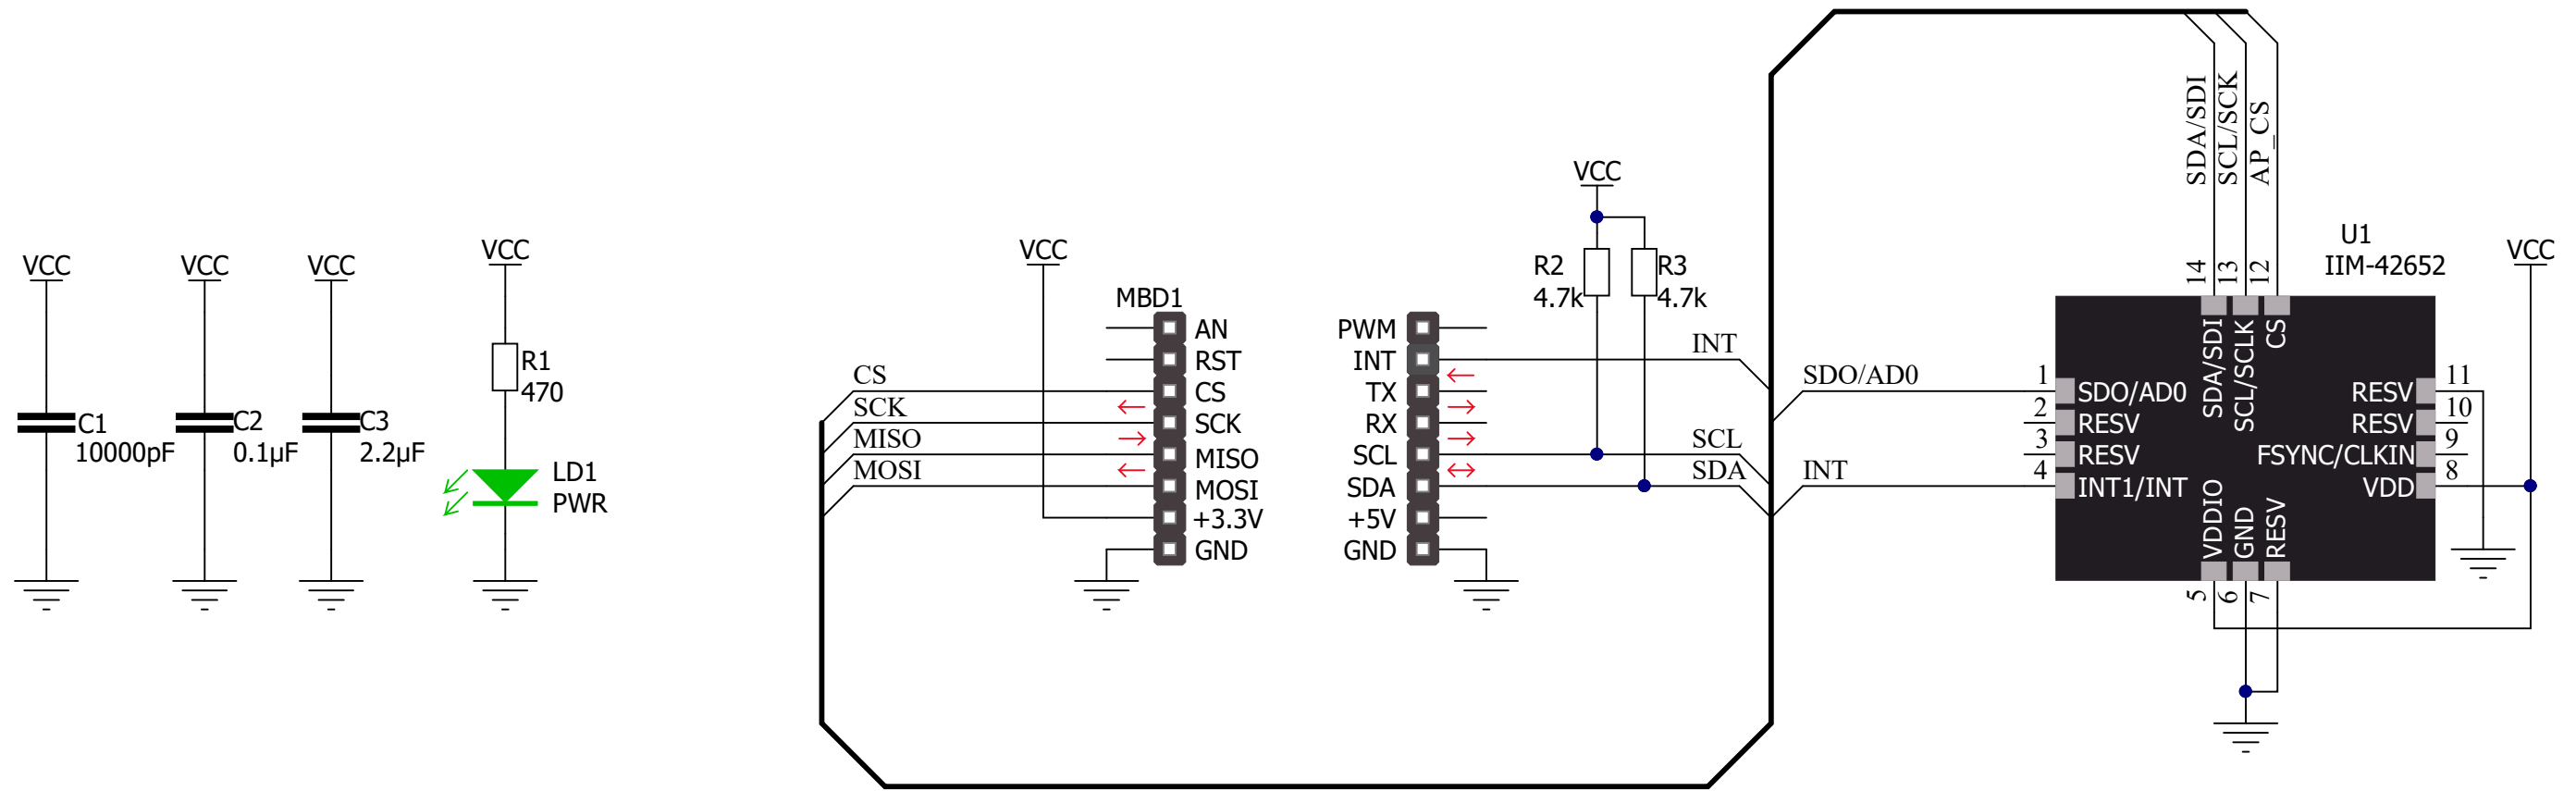 VCC
C1
10000pF
VCC
C2
0.1µF
VCC
C3
2.2µF
VCC
R1
470
LD1
PWR
VCC
MBD1
AN
RST
CS
SCK
MISO
MOSI
+3.3V
GND
CS
SCK
MISO
MOSI
PWM
INT
TX
RX
SCL
SDA
+5V
GND
VCC
R2
4.7k
R3
4.7k
INT
SCL
SDA
SDO/AD0
INT
SDA/SDI
SCL/SCK
AP_CS
U1
IIM-42652
VCC
14
13
12
SDA/SDI
SCL/SCLK
CS
1
SDO/AD0
2
RESV
3
RESV
4
INT1/INT
11
RESV
10
RESV
9
FSYNC/CLKIN
8
VDD
VDDIO
GND
RESV
5
6
7